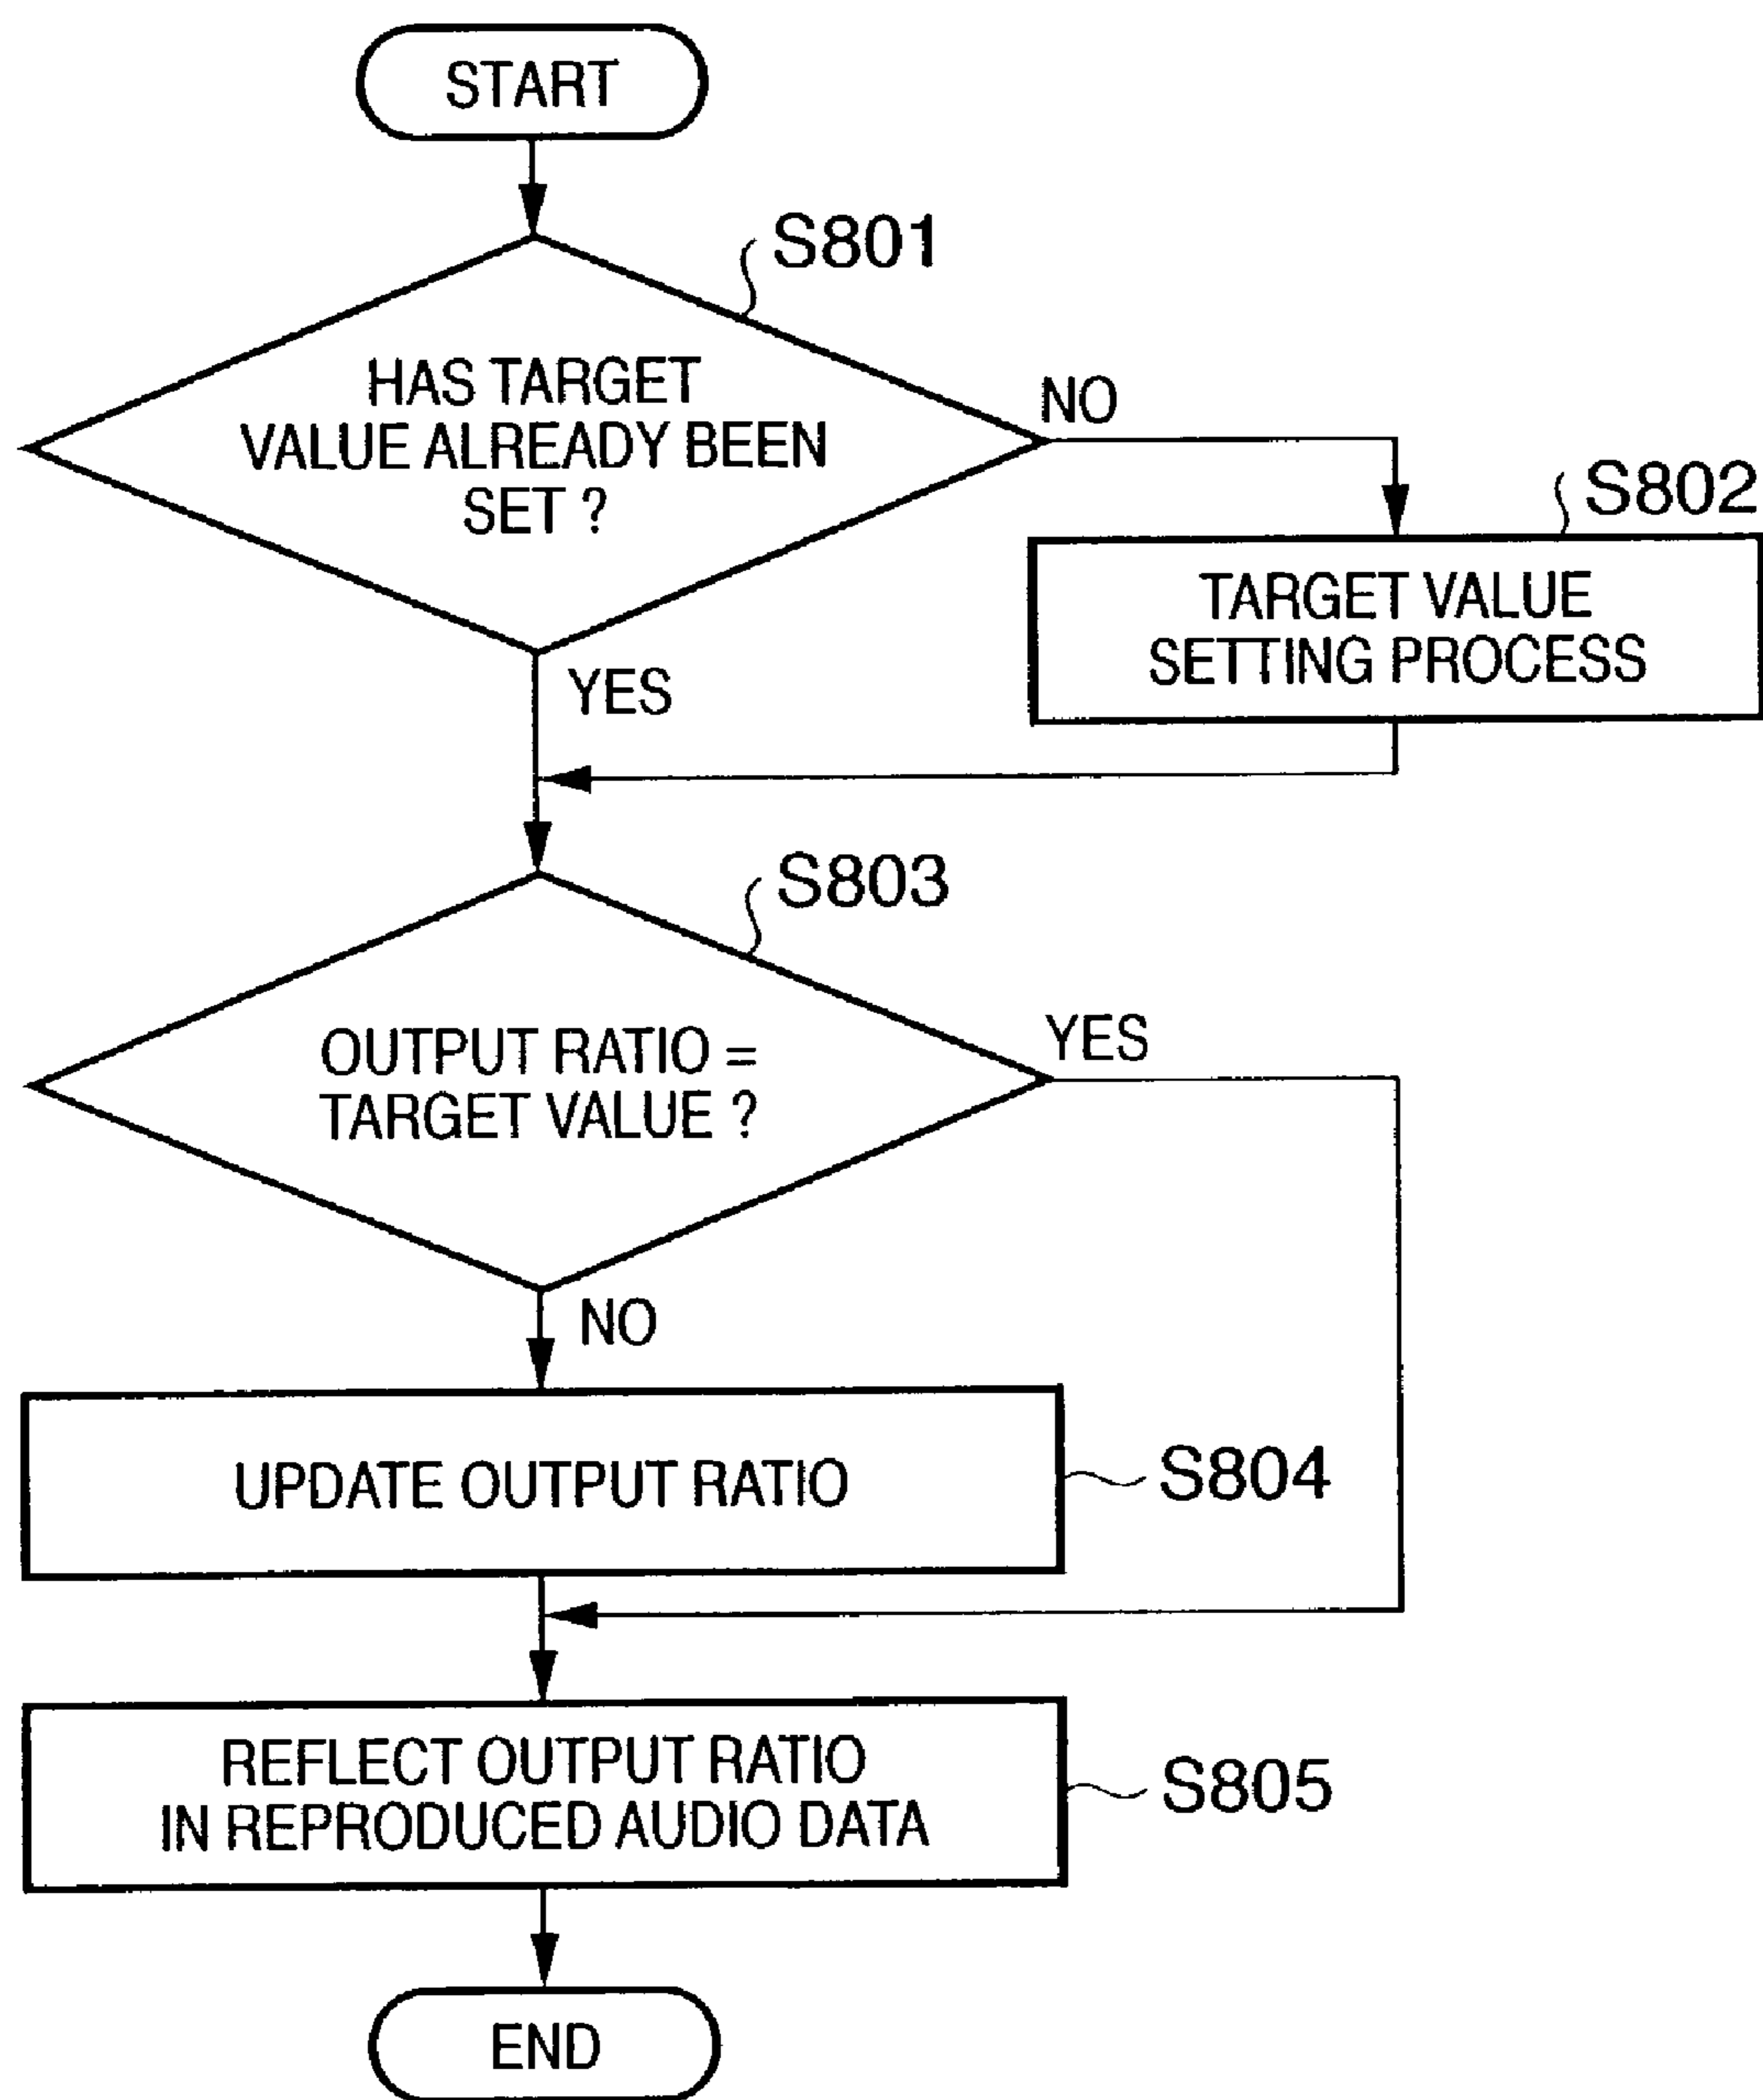 START
S801
HAS TARGET
VALUE ALREADY BEEN
SET ?
NO
S802
TARGET VALUE
SETTING PROCESS
YES
S803
OUTPUT RATIO =
TARGET VALUE ?
YES
NO
UPDATE OUTPUT RATIO
S804
REFLECT OUTPUT RATIO
IN REPRODUCED AUDIO DATA
S805
END